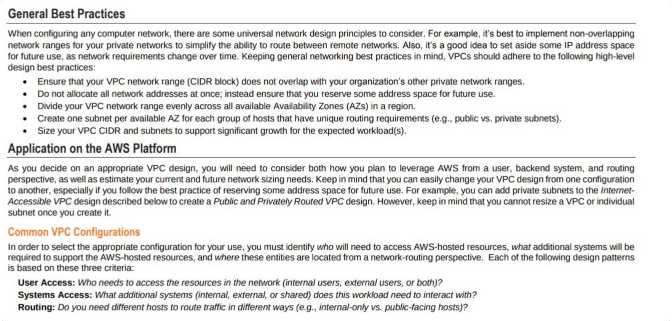 General Best Practices
When configuring any computer network, there are some universal network design principles to consider. For example, it's best to implement non-overlapping
network ranges for your private networks to simplify the ability to route between remote networks. Also, it's a good idea to set aside some IP address space
for future use, as network requirements change over time. Keeping general networking best practices in mind, VPCs should adhere to the following high-level
design best practices:
• Ensure that your VPC network range (CIDR block) does not overlap with your organization's other private network ranges.
• Do not allocate all network addresses at once; instead ensure that you reserve some address space for future use.
• Divide your VPC network range evenly across all available Availability Zones (AZs) in a region.
• Create one subnet per available AZ for each group of hosts that have unique routing requirements (e.g., public vs. private subnets).
• Size your VPC CIDR and subnets to support significant growth for the expected workload(s).
Application on the AWS Platform
As you decide on an appropriate VPC design, you will need to consider both how you plan to leverage AWS from a user, backend system, and routing
perspective, as well as estimate your current and future network sizing needs. Keep in mind that you can easily change your VPC design from one configuration
to another, especially if you follow the best practice of reserving some address space for future use. For example, you can add private subnets to the Internet-
Accessible VPC design described below to create a Public and Privately Routed VPC design. However, keep in mind that you cannot resize a VPC or individual
subnet once you create it.
Common VPC Configurations
In order to select the appropriate configuration for your use, you must identify who will need to access AWS-hosted resources, what additional systems will be
required to support the AWS-hosted resources, and where these entities are located from a network-routing perspective. Each of the following design patterns
is based on these three criteria:
User Access: Who needs to access the resources in the network (internal users, external users, or both)?
Systems Access: What additional systems (internal, external, or shared) does this workload need to interact with?
Routing: Do you need different hosts to route traffic in different ways (e.g., internal-only vs. public-facing hosts)?